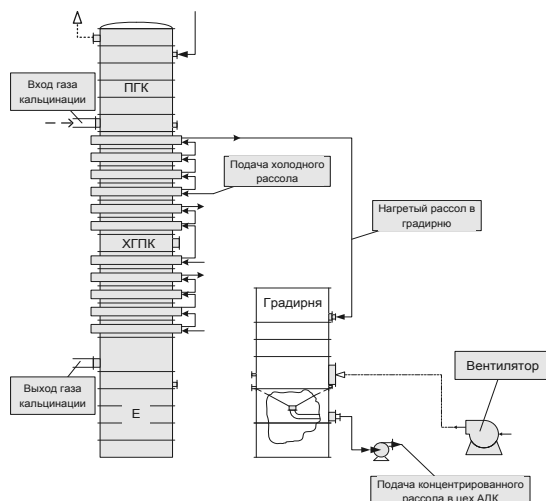 ПГК
Вход газа
кальцинации
Подача холодного
рассола
Нагретый рассол в
градирню
ХГПК
Градирня
Вентилятор
Выход газа
кальцинации
Е
Подача концентрированного
рассола в цех АДК